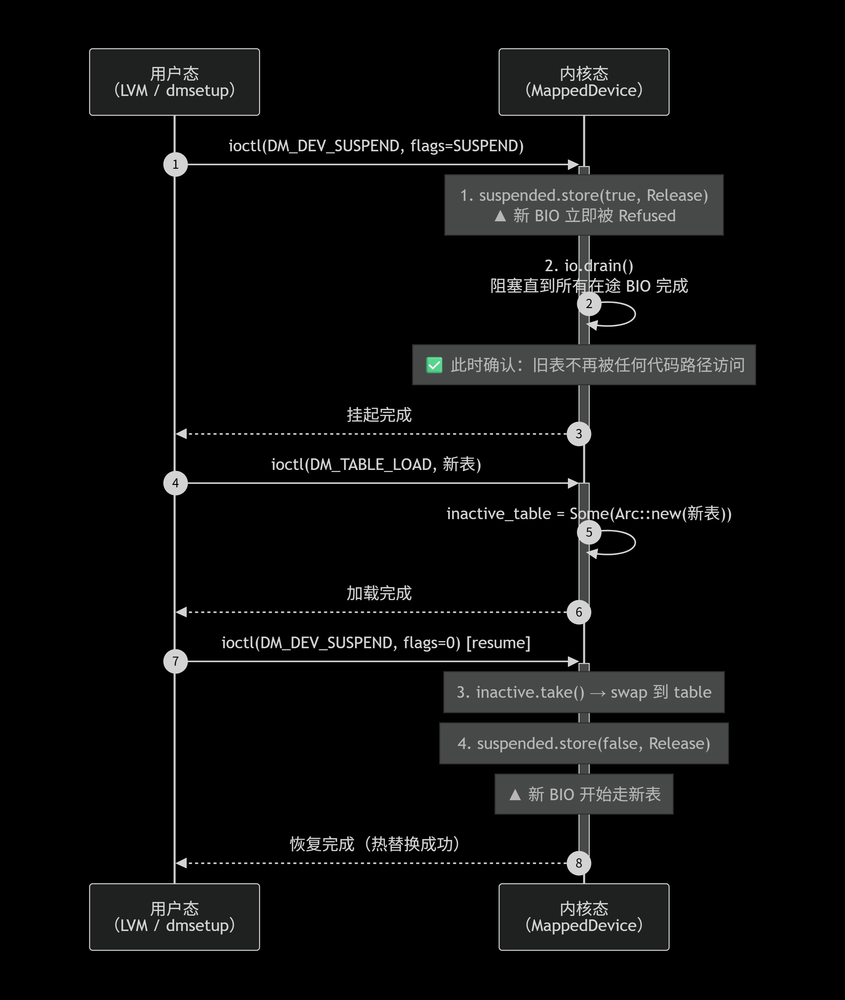 用户态
（LVM / dmsetup）
内核态
（MappedDevice）
ioctl(DM_DEV_SUSPEND, flags=SUSPEND)
1
1. suspended.store(true, Release)
▲ 新 BIO 立即被 Refused
2. io.drain()
阻塞直到所有在途 BIO 完成
2
✅ 此时确认：旧表不再被任何代码路径访问
挂起完成
3
ioctl(DM_TABLE_LOAD, 新表)
4
inactive_table = Some(Arc::new(新表))
5
加载完成
6
ioctl(DM_DEV_SUSPEND, flags=0) [resume]
7
3. inactive.take() → swap 到 table
4. suspended.store(false, Release)
▲ 新 BIO 开始走新表
恢复完成（热替换成功）
8
用户态
（LVM / dmsetup）
内核态
（MappedDevice）